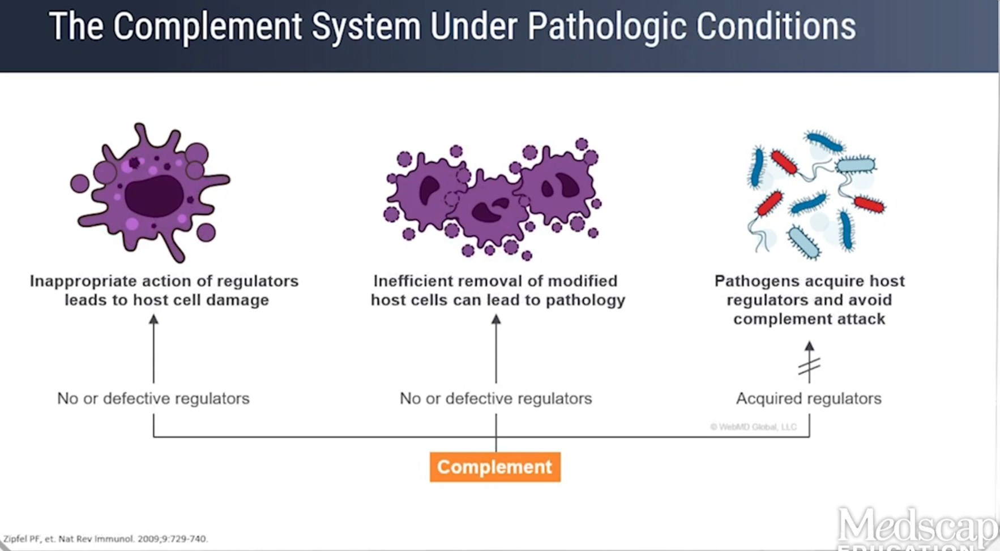 The Complement System Under Pathologic Conditions
Inappropriate action of regulators
leads to host cell damage
Inefficient removal of modified
host cells can lead to pathology
Pathogens acquire host
regulators and avoid
complement attack
No or defective regulators
No or defective regulators
Acquired regulators
© WebMD Global, LLC
Complement
Zipfel PF, et. Nat Rev Immunol. 2009;9:729-740.
Medscape
EDUCATION